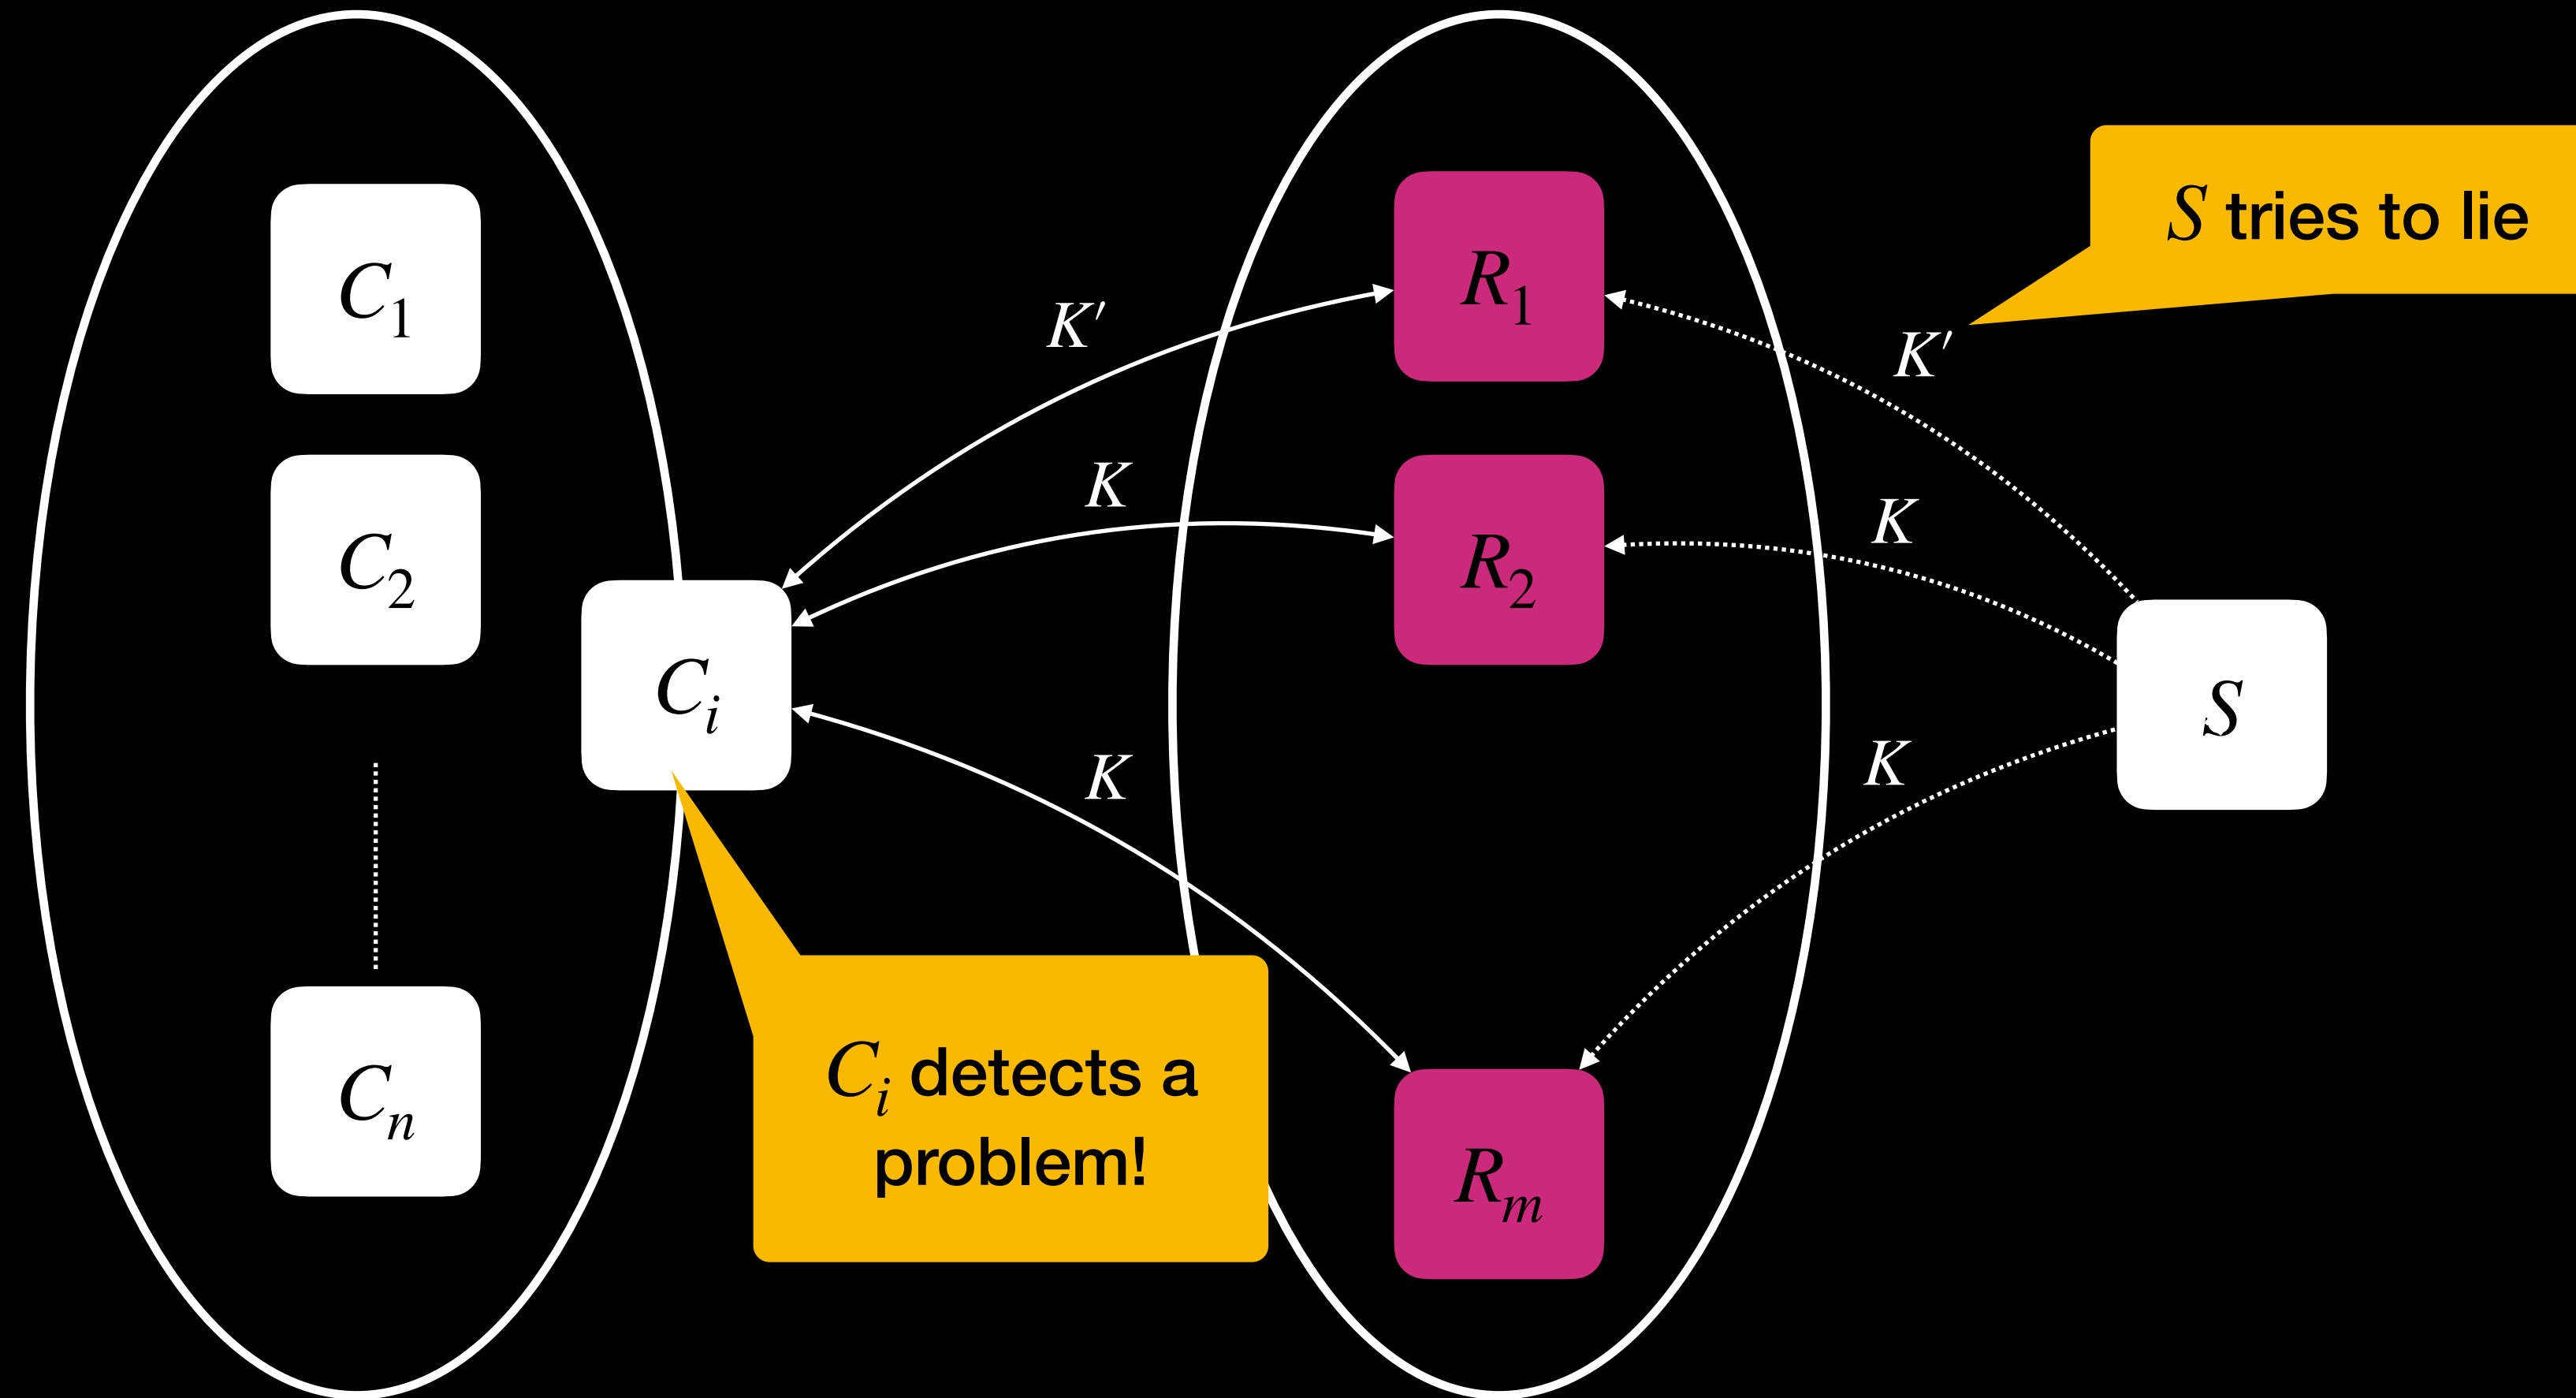 C₁
C₂
Cᵢ
Cₙ
K′
K
K
Cᵢ detects a
problem!
R₁
R₂
Rₘ
K′
K
K
S tries to lie
S